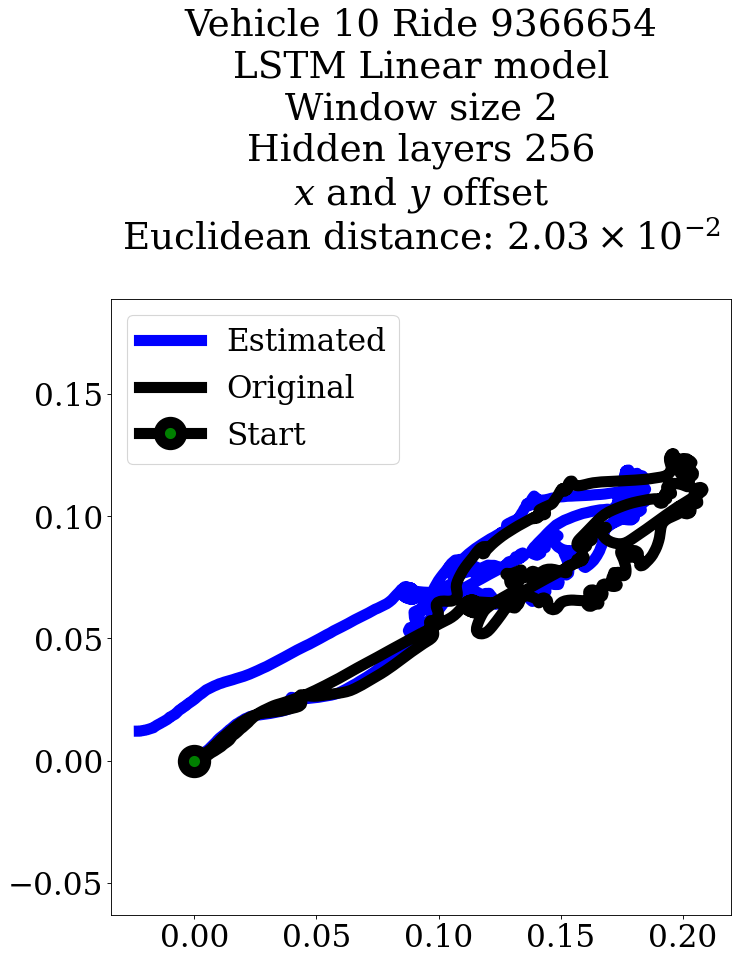 Vehicle 10 Ride 9366654
LSTM Linear model
Window size 2
Hidden layers 256
x and y offset
Euclidean distance: 2.03 × 10⁻²
Estimated
Original
Start
0.15
0.10
0.05
0.00
−0.05
0.00 0.05 0.10 0.15 0.20